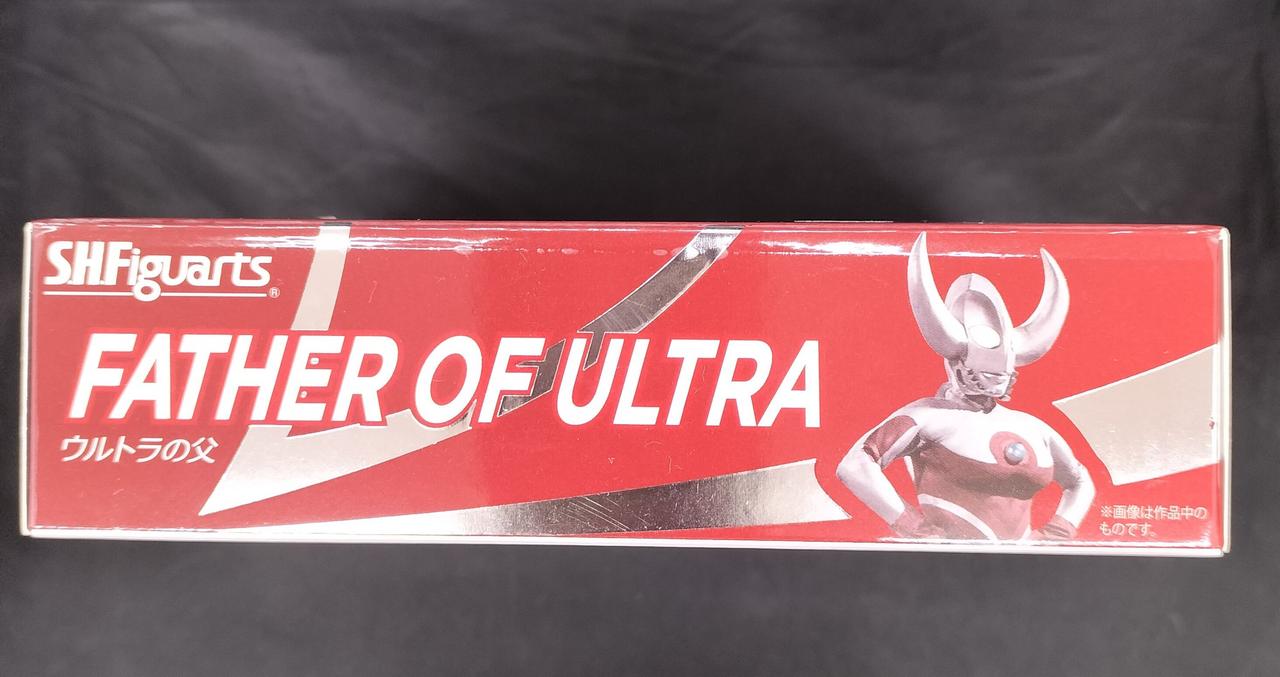 S.H.Figuarts®
FATHER OF ULTRA
ウルトラの父
※画像は作品中の
ものです。